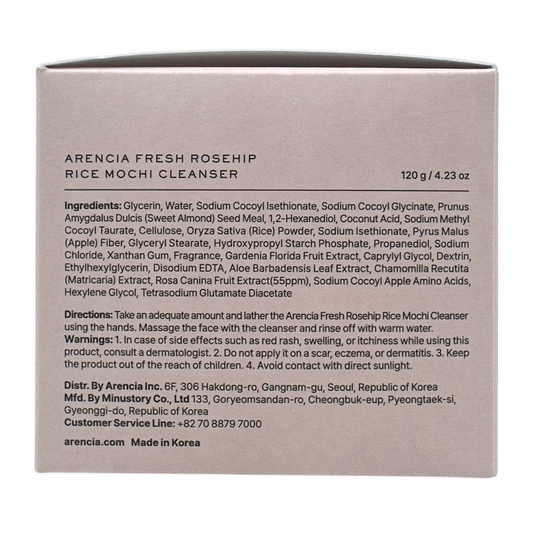 ARENCIA FRESH ROSEHIP
RICE MOCHI CLEANSER
120 g / 4.23 oz
Ingredients: Glycerin, Water, Sodium Cocoyl Isethionate, Sodium Cocoyl Glycinate, Prunus
Amygdalus Dulcis (Sweet Almond) Seed Meal, 1,2-Hexanediol, Coconut Acid, Sodium Methyl
Cocoyl Taurate, Cellulose, Oryza Sativa (Rice) Powder, Sodium Isethionate, Pyrus Malus
(Apple) Fiber, Glyceryl Stearate, Hydroxypropyl Starch Phosphate, Propanediol, Sodium
Chloride, Xanthan Gum, Fragrance, Gardenia Florida Fruit Extract, Caprylyl Glycol, Dextrin,
Ethylhexylglycerin, Disodium EDTA, Aloe Barbadensis Leaf Extract, Chamomilla Recutita
(Matricaria) Extract, Rosa Canina Fruit Extract(55ppm), Sodium Cocoyl Apple Amino Acids,
Hexylene Glycol, Tetrasodium Glutamate Diacetate
Directions: Take an adequate amount and lather the Arencia Fresh Rosehip Rice Mochi Cleanser
using the hands. Massage the face with the cleanser and rinse off with warm water.
Warnings: 1. In case of side effects such as red rash, swelling, or itchiness while using this
product, consult a dermatologist. 2. Do not apply it on a scar, eczema, or dermatitis. 3. Keep
the product out of the reach of children. 4. Avoid contact with direct sunlight.
Distr. By Arencia Inc. 6F, 306 Hakdong-ro, Gangnam-gu, Seoul, Republic of Korea
Mfd. By Minustory Co., Ltd 133, Goryeomsandan-ro, Cheongbuk-eup, Pyeongtaek-si,
Gyeonggi-do, Republic of Korea
Customer Service Line: +82 70 8879 7000
arencia.com Made in Korea